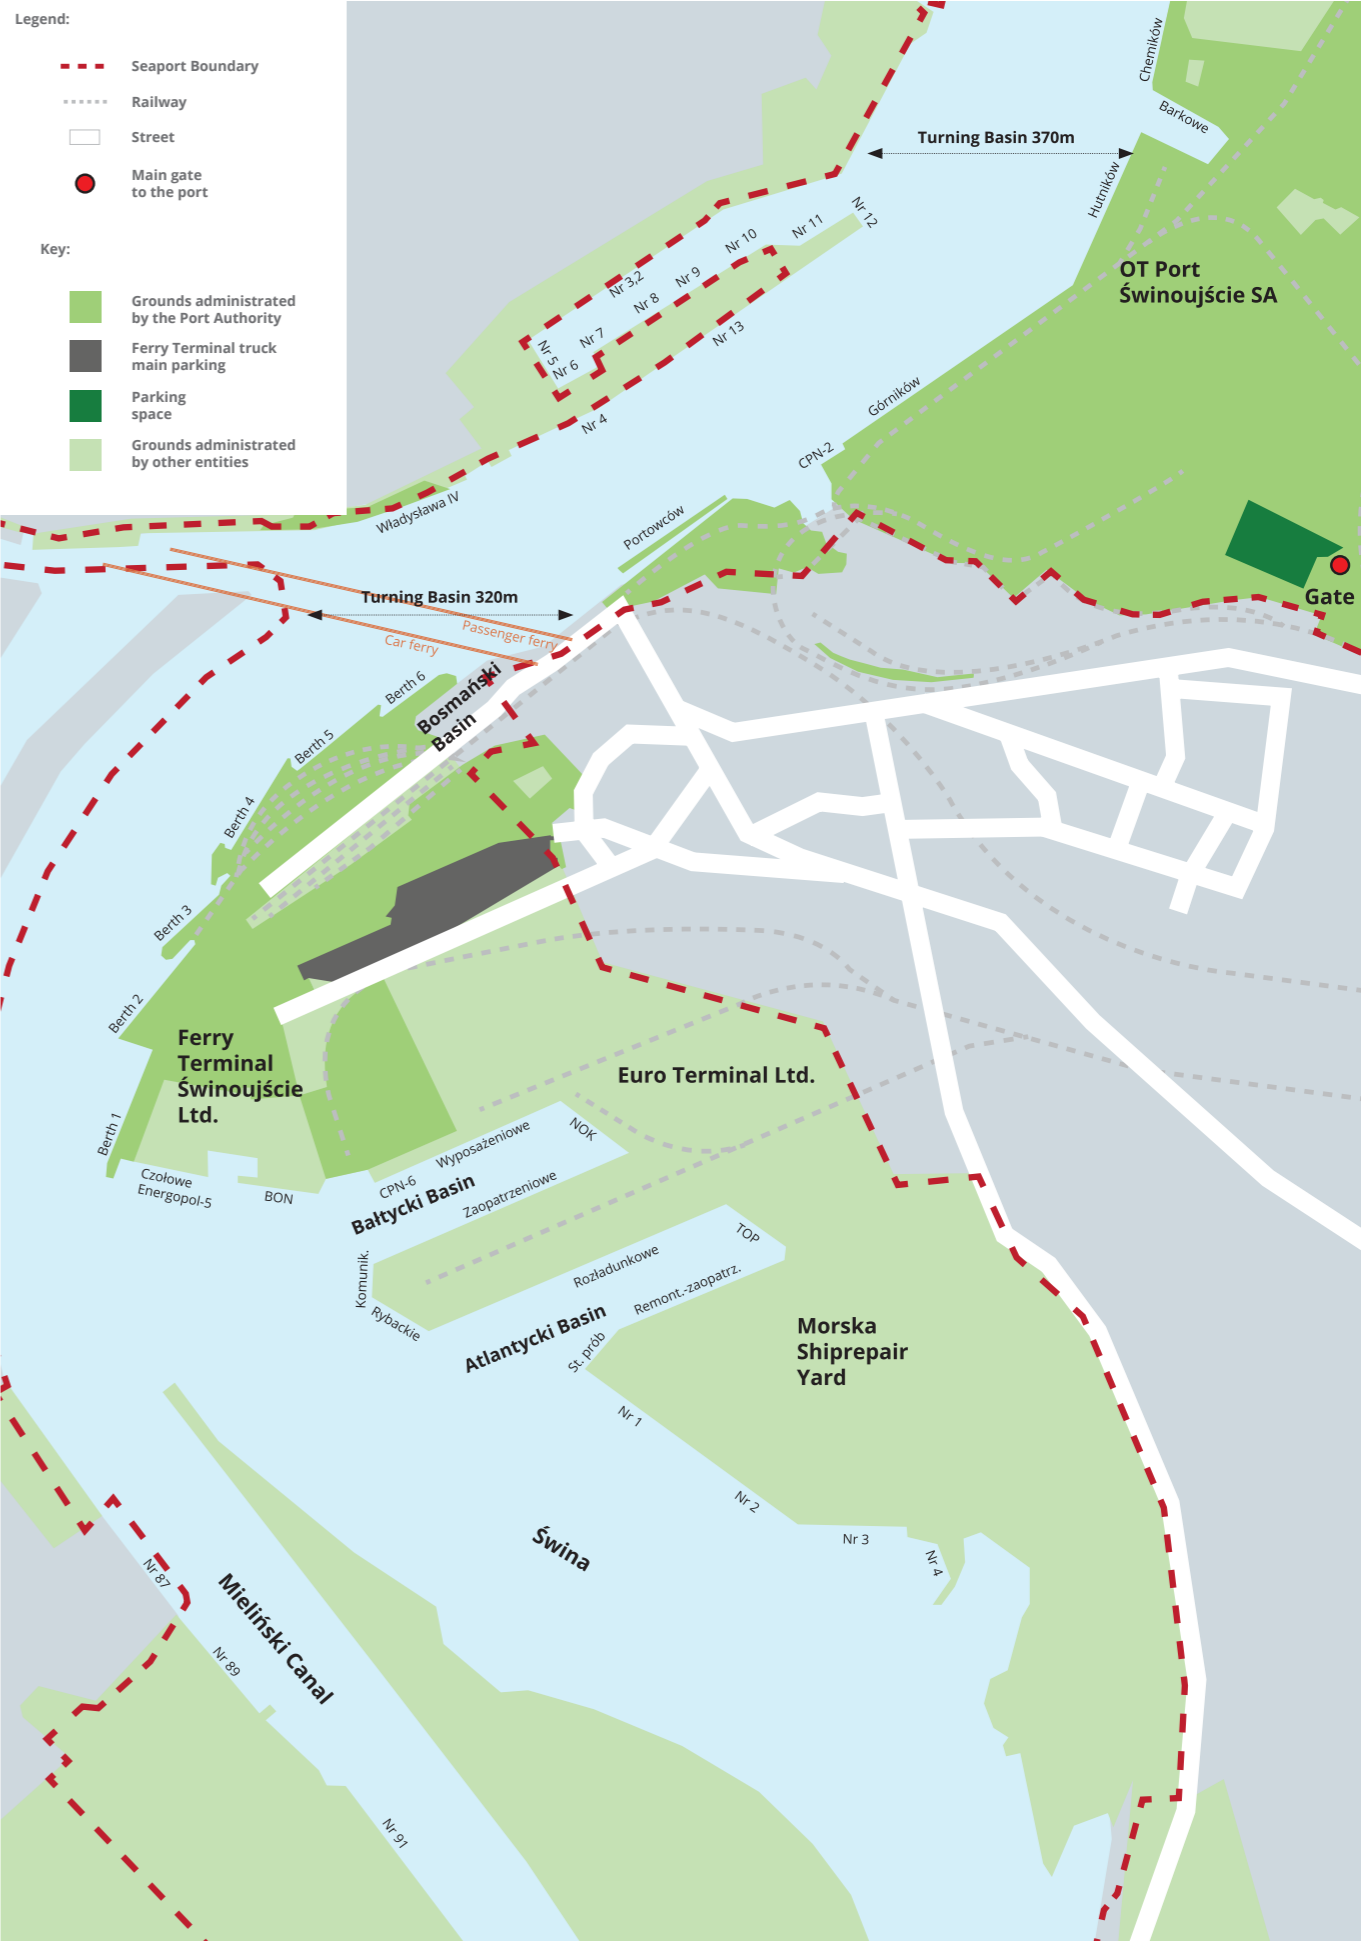 Legend:
Seaport Boundary
Railway
Street
Main gate
to the port
Key:
Grounds administrated
by the Port Authority
Ferry Terminal truck
main parking
Parking
space
Grounds administrated
by other entities
Chemików
Barkowe
Turning Basin 370m
Hutników
Nr 12
Nr 11
Nr 10
Nr 9
Nr 3,2
Nr 8
Nr 7
Nr 5
Nr 6
Nr 13
Nr 4
OT Port
Świnoujście SA
Górników
CPN-2
Władysława IV
Portowców
Gate
Turning Basin 320m
Passenger ferry
Car ferry
Bosmański
Basin
Berth 6
Berth 5
Berth 4
Berth 3
Berth 2
Berth 1
Ferry
Terminal
Świnoujście
Ltd.
Euro Terminal Ltd.
Czołowe
Energopol-5
BON
CPN-6
Wyposażeniowe
NOK
Bałtycki Basin
Zaopatrzeniowe
Komunik.
Rybackie
Rozładunkowe
TOP
Remont.-zaopatrz.
Atlantycki Basin
St. prób
Morska
Shiprepair
Yard
Nr 1
Nr 2
Nr 3
Nr 4
Świna
Nr 87
Mieliński Canal
Nr 89
Nr 91